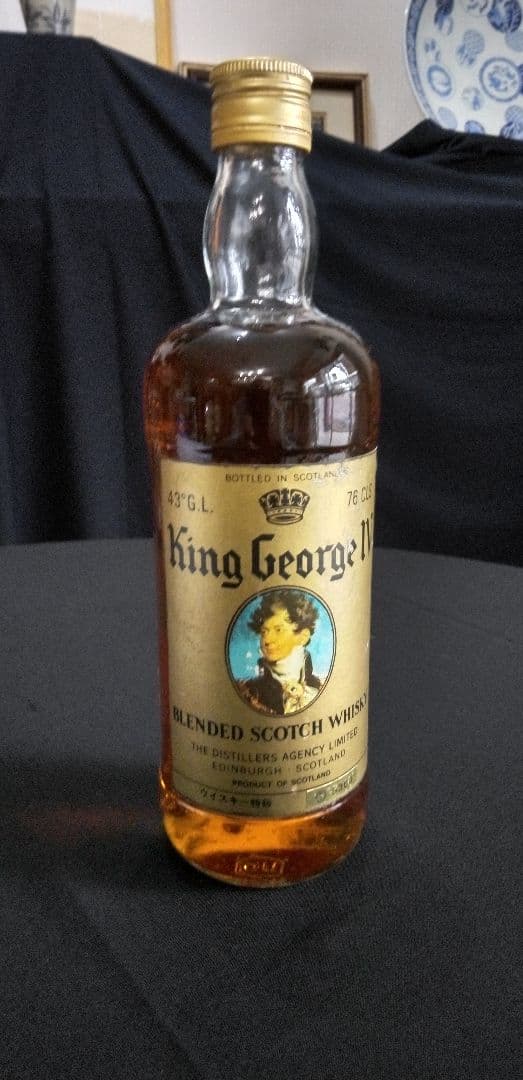 BOTTLED IN SCOTLAND
43° G.L.
76 CLS
King George IV
BLENDED SCOTCH WHISKY
THE DISTILLERS AGENCY LIMITED
EDINBURGH · SCOTLAND
PRODUCT OF SCOTLAND
ウイスキー特級